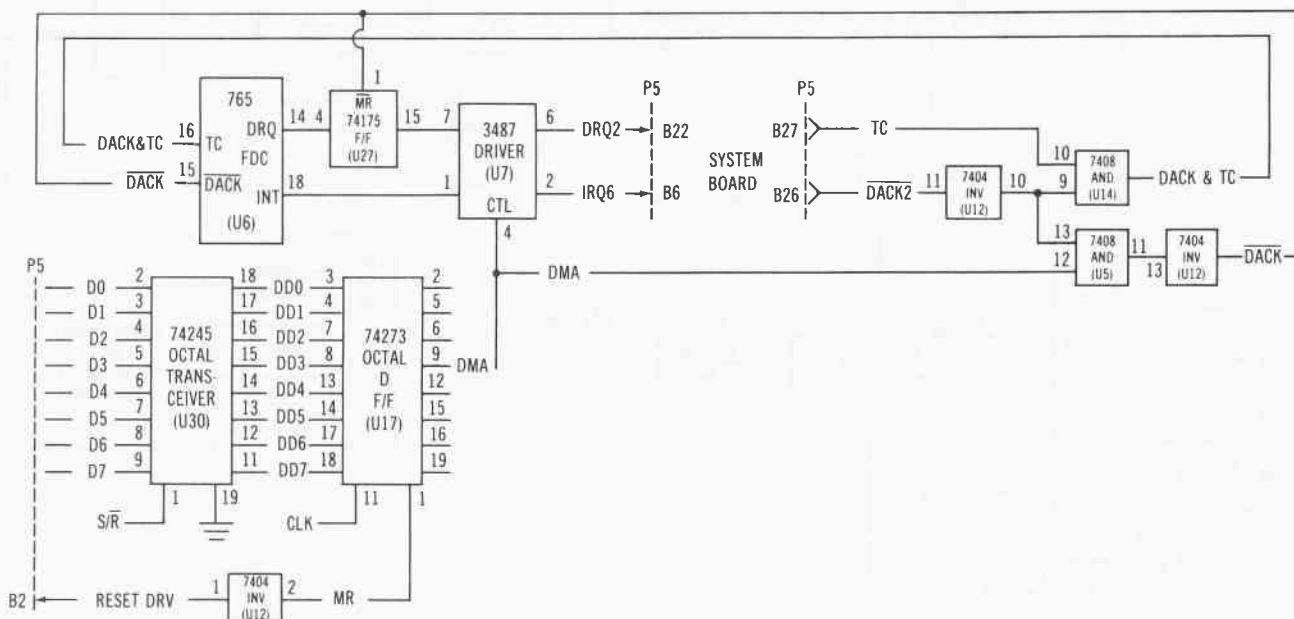 1
P5
P5
765
14 4
M̅R̅
74175
F/F
(U27)
15
7
3487
DRIVER
(U7)
CTL
6
DRQ2
B22
SYSTEM
BOARD
B27
TC
10
7408
AND
(U14)
9
DACK & TC
DACK&TC
16
TC
DRQ
FDC
D̅A̅C̅K̅
15
D̅A̅C̅K̅
INT
(U6)
18
1
2
IRQ6
B6
B26
D̅A̅C̅K̅2̅
11
7404
INV
(U12)
10
4
DMA
13
12
7408
AND
(U5)
11
13
7404
INV
(U12)
D̅A̅C̅K̅
P5
D0 2 18 DD0 3 2
D1 3 17 DD1 4 5
D2 4 16 DD2 7 6
D3 5 15 DD3 8 9 DMA
D4 6 14 DD4 13 12
D5 7 13 DD5 14 15
D6 8 12 DD6 17 16
D7 9 11 DD7 18 19
74245
OCTAL
TRANS-
CEIVER
(U30)
74273
OCTAL
D
F/F
(U17)
1
19
11
1
S/R̅
CLK
B2
RESET DRV
1
7404
INV
(U12)
2
MR